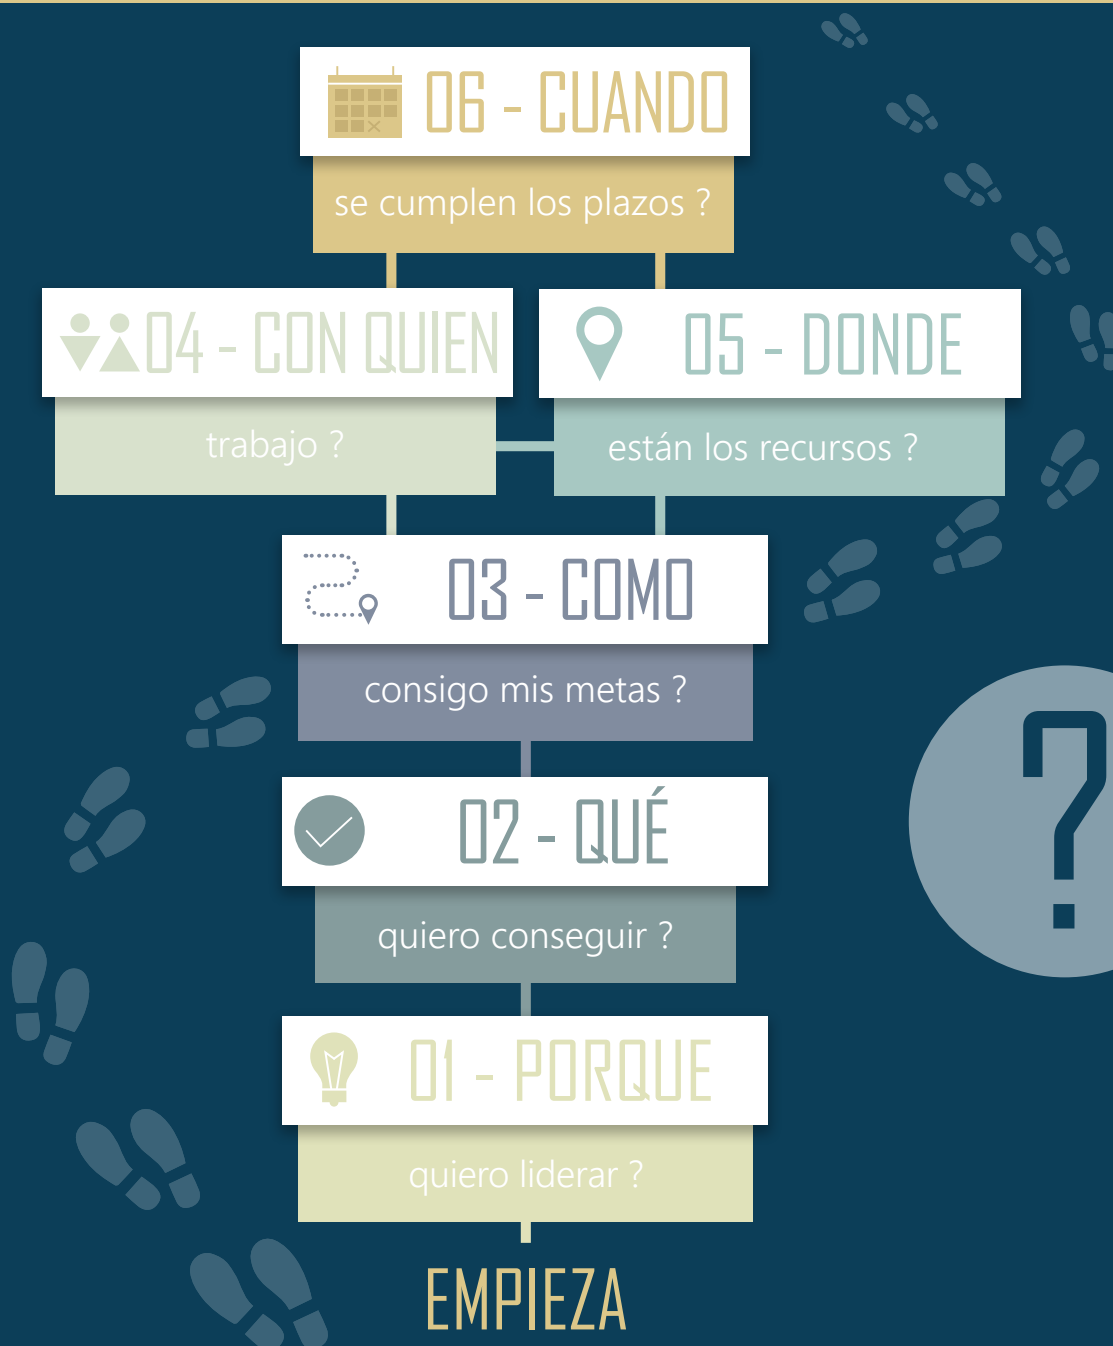 06 - CUANDO
se cumplen los plazos ?
04 - CON QUIEN
trabajo ?
05 - DONDE
están los recursos ?
03 - COMO
consigo mis metas ?
02 - QUÉ
quiero conseguir ?
?
01 - PORQUE
quiero liderar ?
EMPIEZA